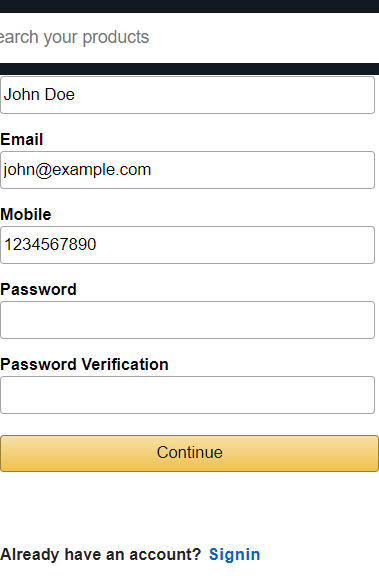 earch your products
John Doe
Email
john@example.com
Mobile
1234567890
Password
Password Verification
Continue
Already have an account? Signin